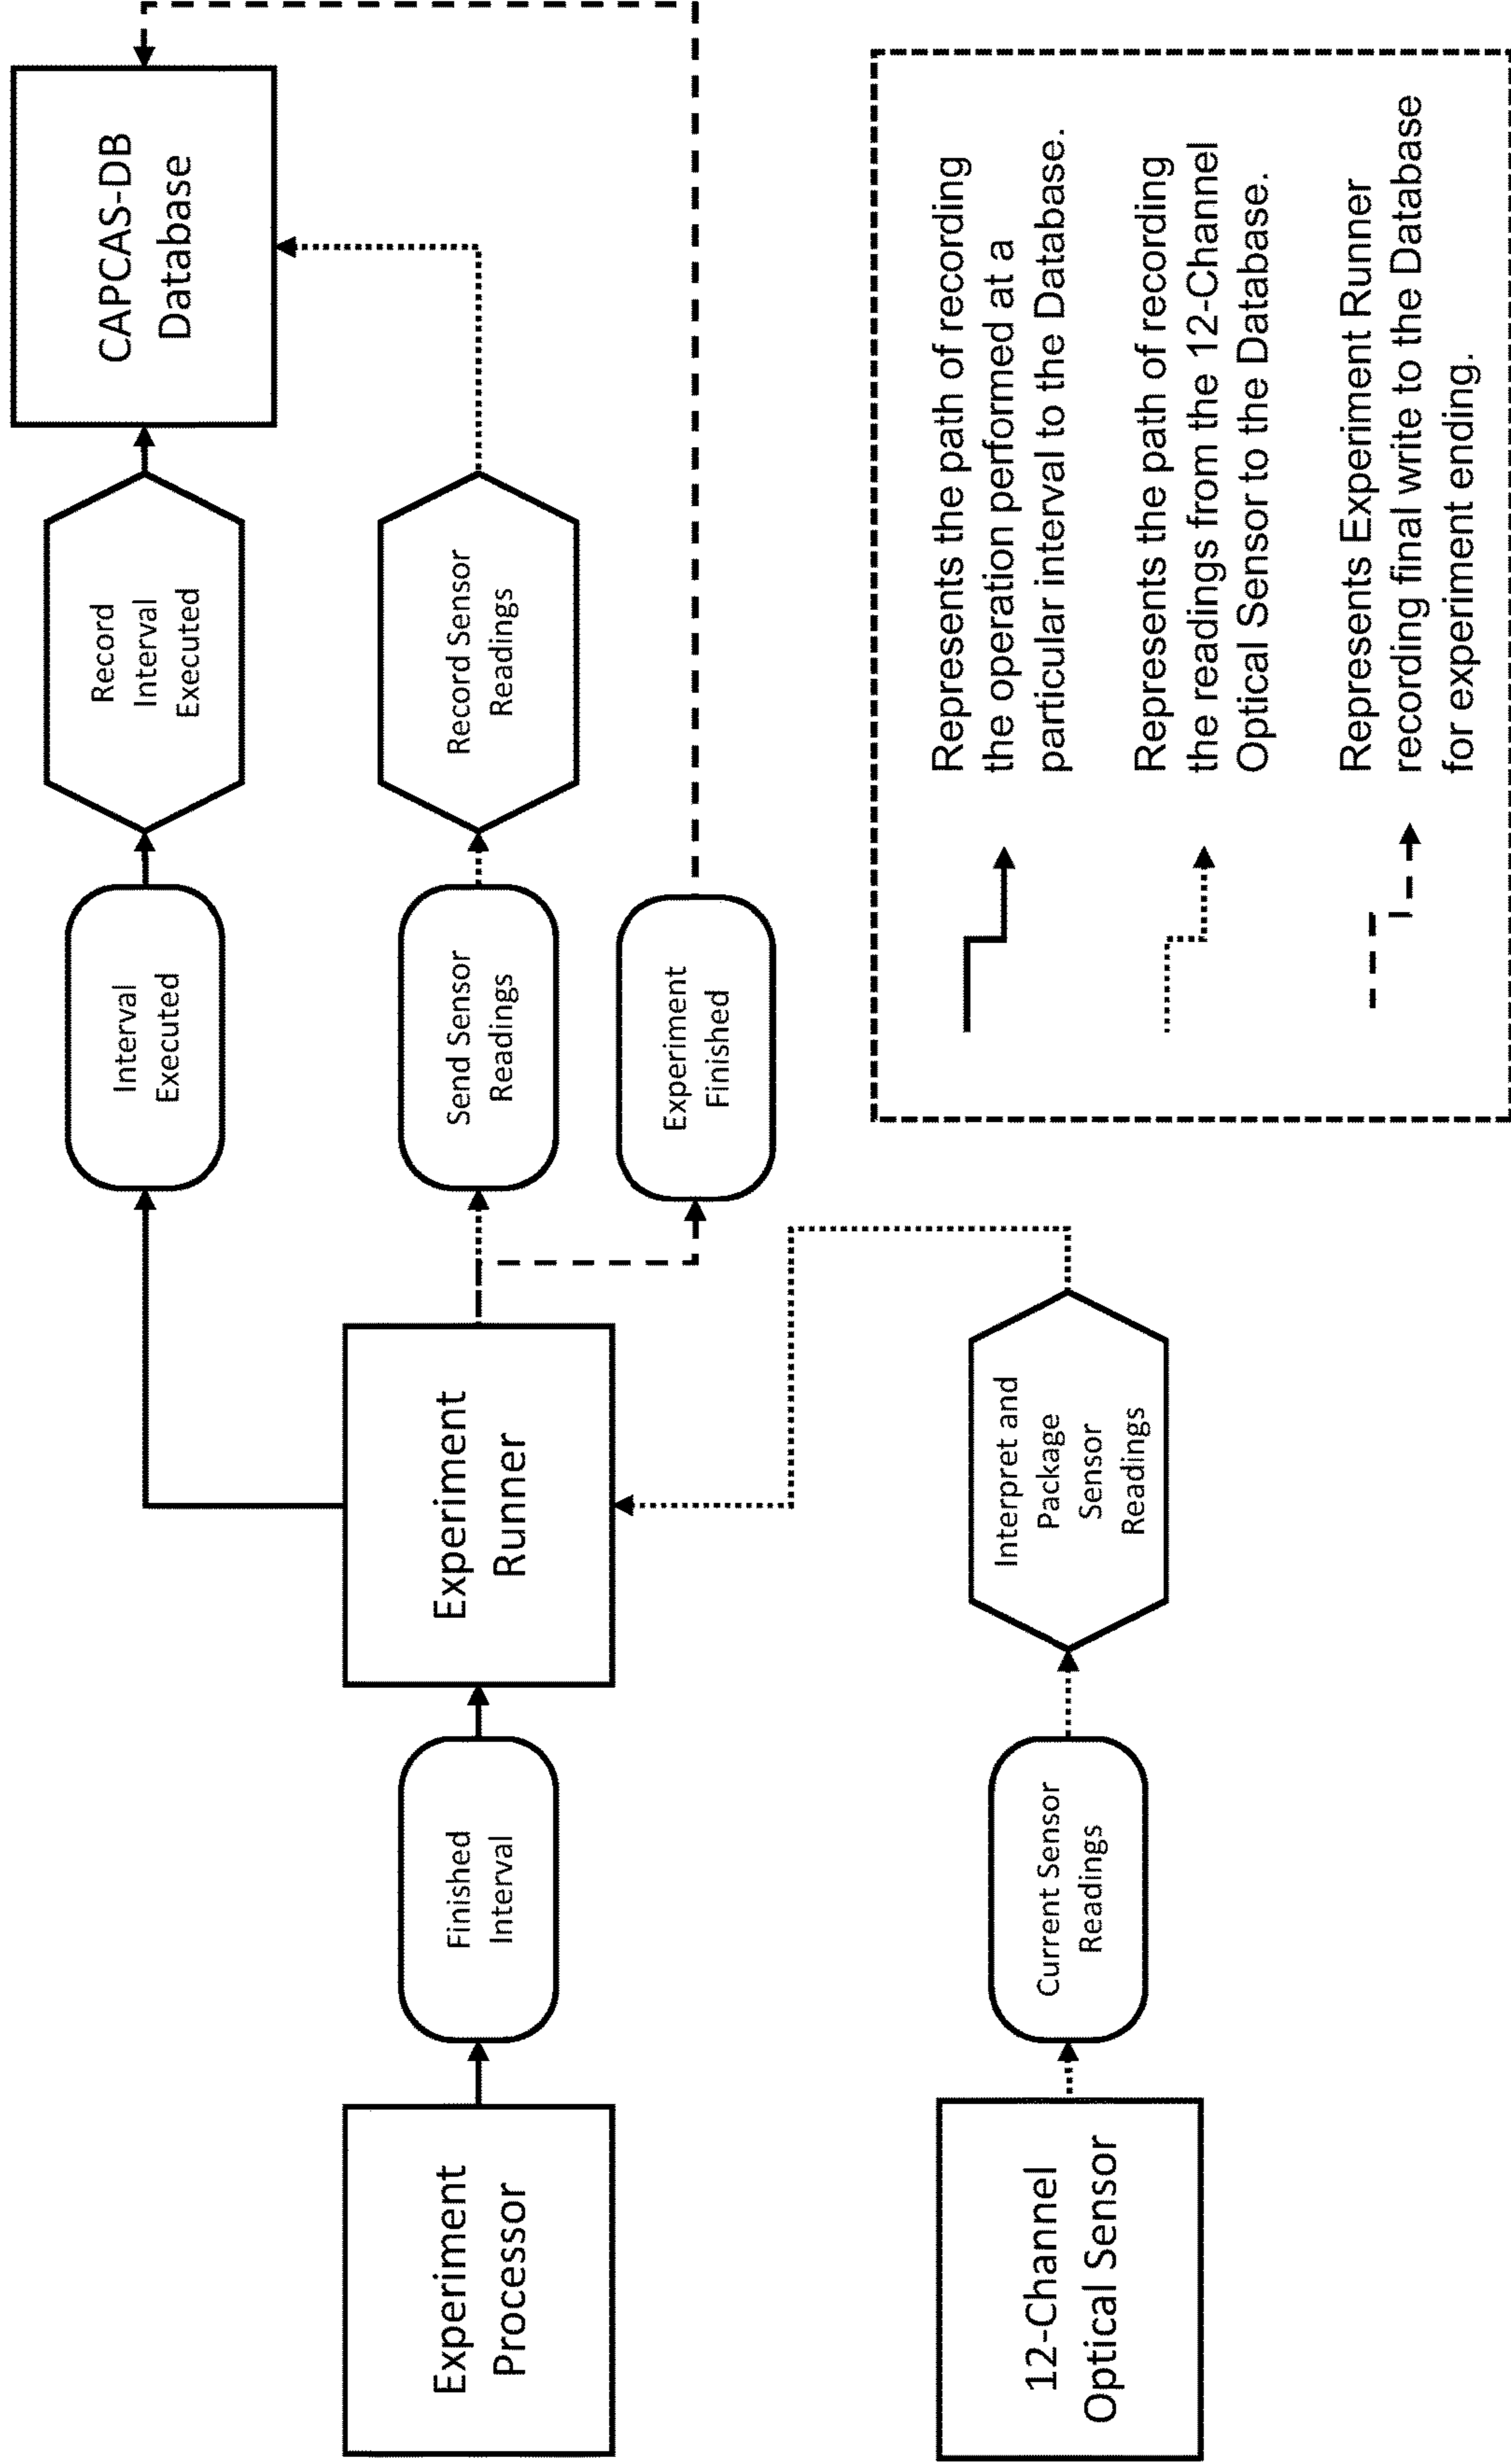 Experiment
Processor
Finished
Interval
Experiment
Runner
Interval
Executed
Record
Interval
Executed
CAPCAS-DB
Database
Send Sensor
Readings
Record Sensor
Readings
Experiment
Finished
12-Channel
Optical Sensor
Current Sensor
Readings
Interpret and
Package
Sensor
Readings
Represents the path of recording
the operation performed at a
particular interval to the Database.
Represents the path of recording
the readings from the 12-Channel
Optical Sensor to the Database.
Represents Experiment Runner
recording final write to the Database
for experiment ending.